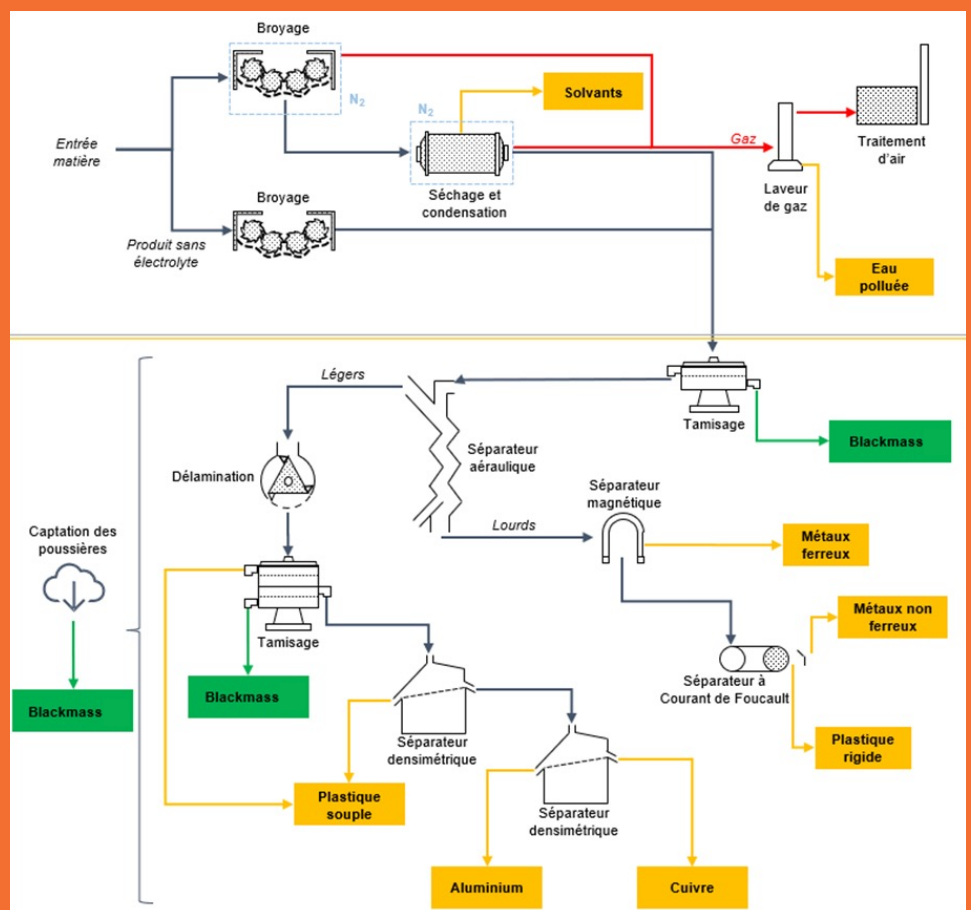 Broyage
N₂
N₂
Solvants
Entrée
matière
Gaz
Traitement
d'air
Séchage et
condensation
Laveur
de gaz
Broyage
Produit sans
électrolyte
Eau
polluée
Légers
Tamisage
Blackmass
Séparateur
aéraulique
Délamination
Séparateur
magnétique
Lourds
Métaux
ferreux
Captation des
poussières
Métaux non
ferreux
Tamisage
Séparateur à
Courant de Foucault
Blackmass
Blackmass
Séparateur
densimétrique
Plastique
rigide
Plastique
souple
Séparateur
densimétrique
Aluminium
Cuivre